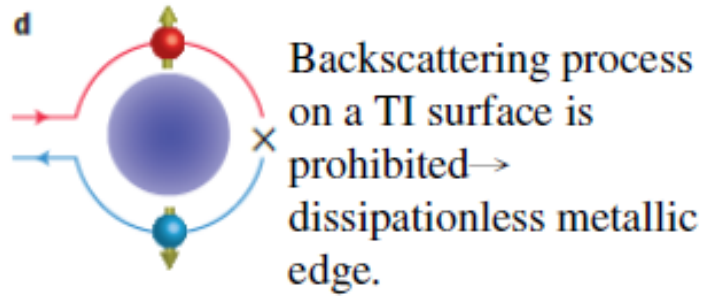 d
Backscattering process
on a TI surface is
prohibited→
dissipationless metallic
edge.